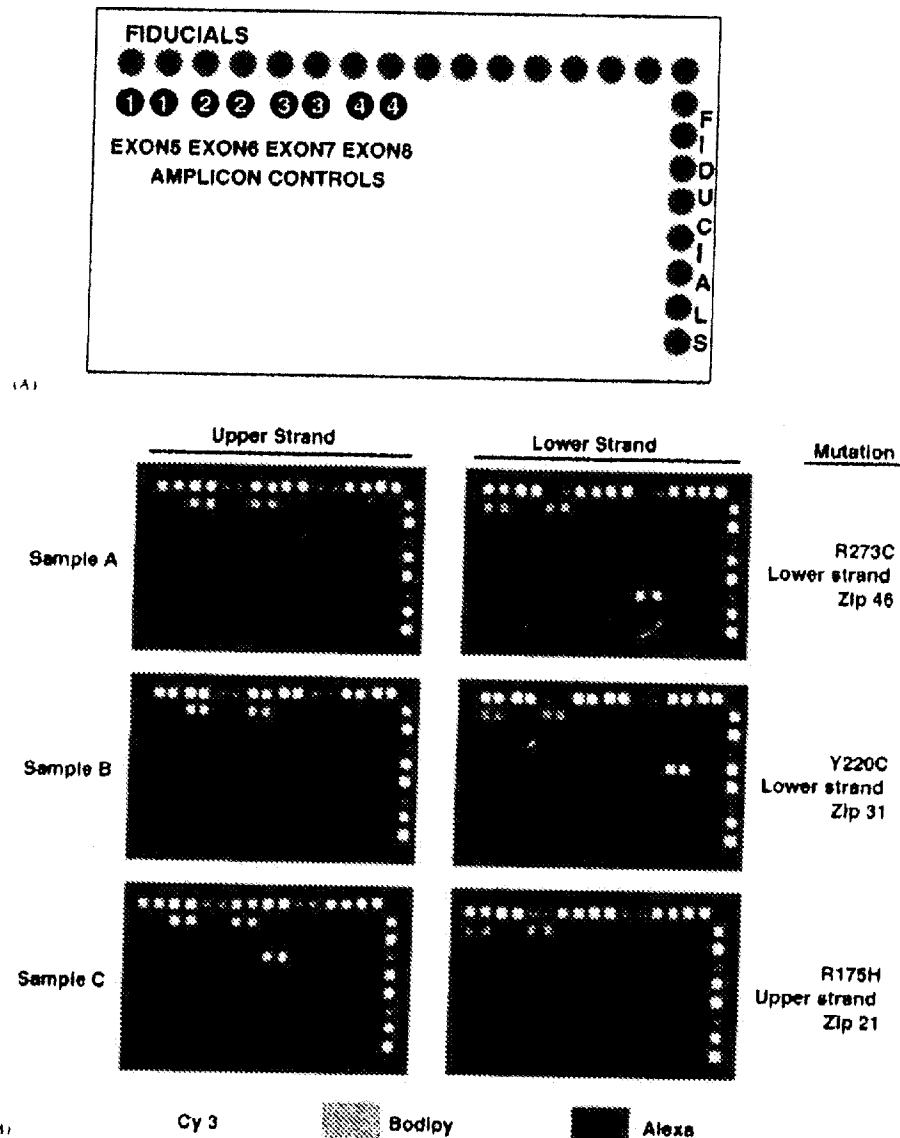 FIDUCIALS
1 1 2 2 3 3 4 4
EXON5 EXON6 EXON7 EXON8
AMPLICON CONTROLS
FIDUCIALS
(A)
Upper Strand
Lower Strand
Mutation
Sample A
R273C
Lower strand
Zip 46
Sample B
Y220C
Lower strand
Zip 31
Sample C
R175H
Upper strand
Zip 21
Cy 3
Bodipy
Alexa